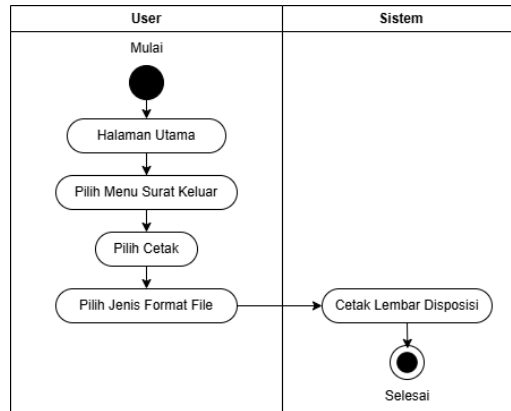 User
Sistem
Mulai
Halaman Utama
Pilih Menu Surat Keluar
Pilih Cetak
Pilih Jenis Format File
Cetak Lembar Disposisi
Selesai